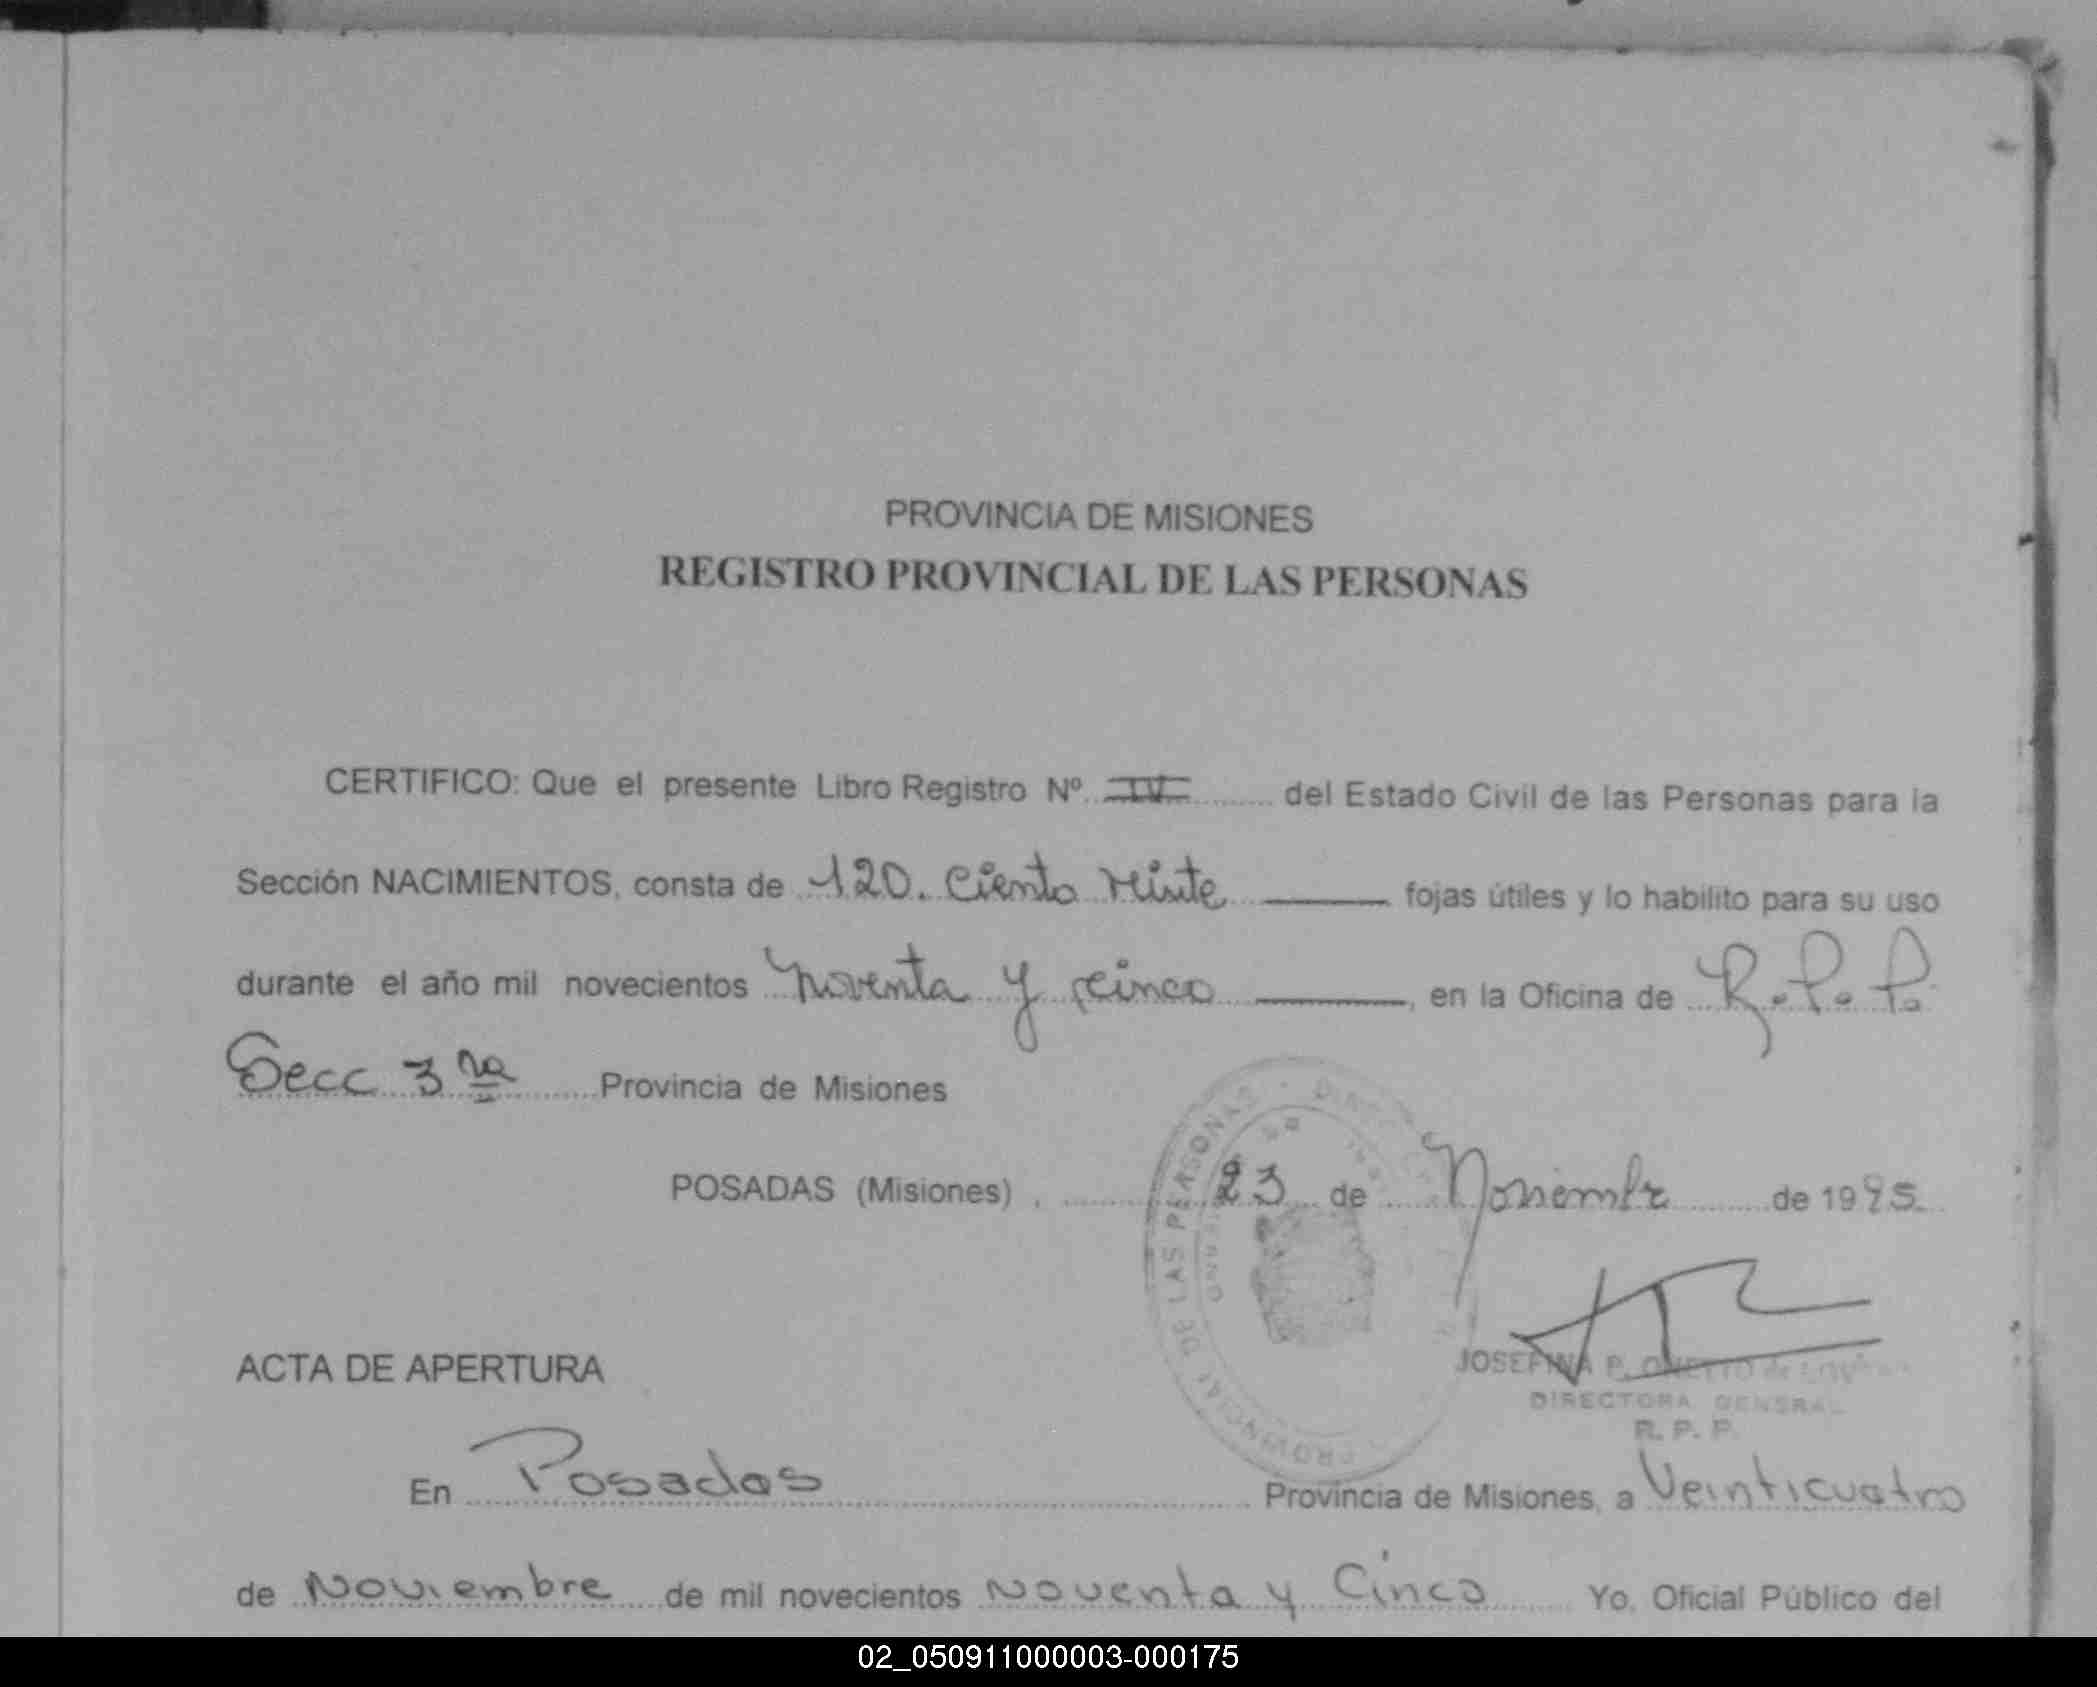 PROVINCIA DE MISIONES
REGISTRO PROVINCIAL DE LAS PERSONAS
CERTIFICO: Que el presente Libro Registro Nº IV del Estado Civil de las Personas para la
Sección NACIMIENTOS, consta de 120. Ciento Veinte fojas útiles y lo habilito para su uso
durante el año mil novecientos noventa y cinco, en la Oficina de R.P.P.
Secc 3ra Provincia de Misiones
POSADAS (Misiones), 23 de Noviembre de 1995.
PROVINCIAL DE LAS PERSONAS
JOSEFINA P.
DIRECTORA GENERAL
R. P. P.
ACTA DE APERTURA
En Posadas Provincia de Misiones, a Veinticuatro
de Noviembre de mil novecientos noventa y Cinco Yo, Oficial Público del
02_050911000003-000175